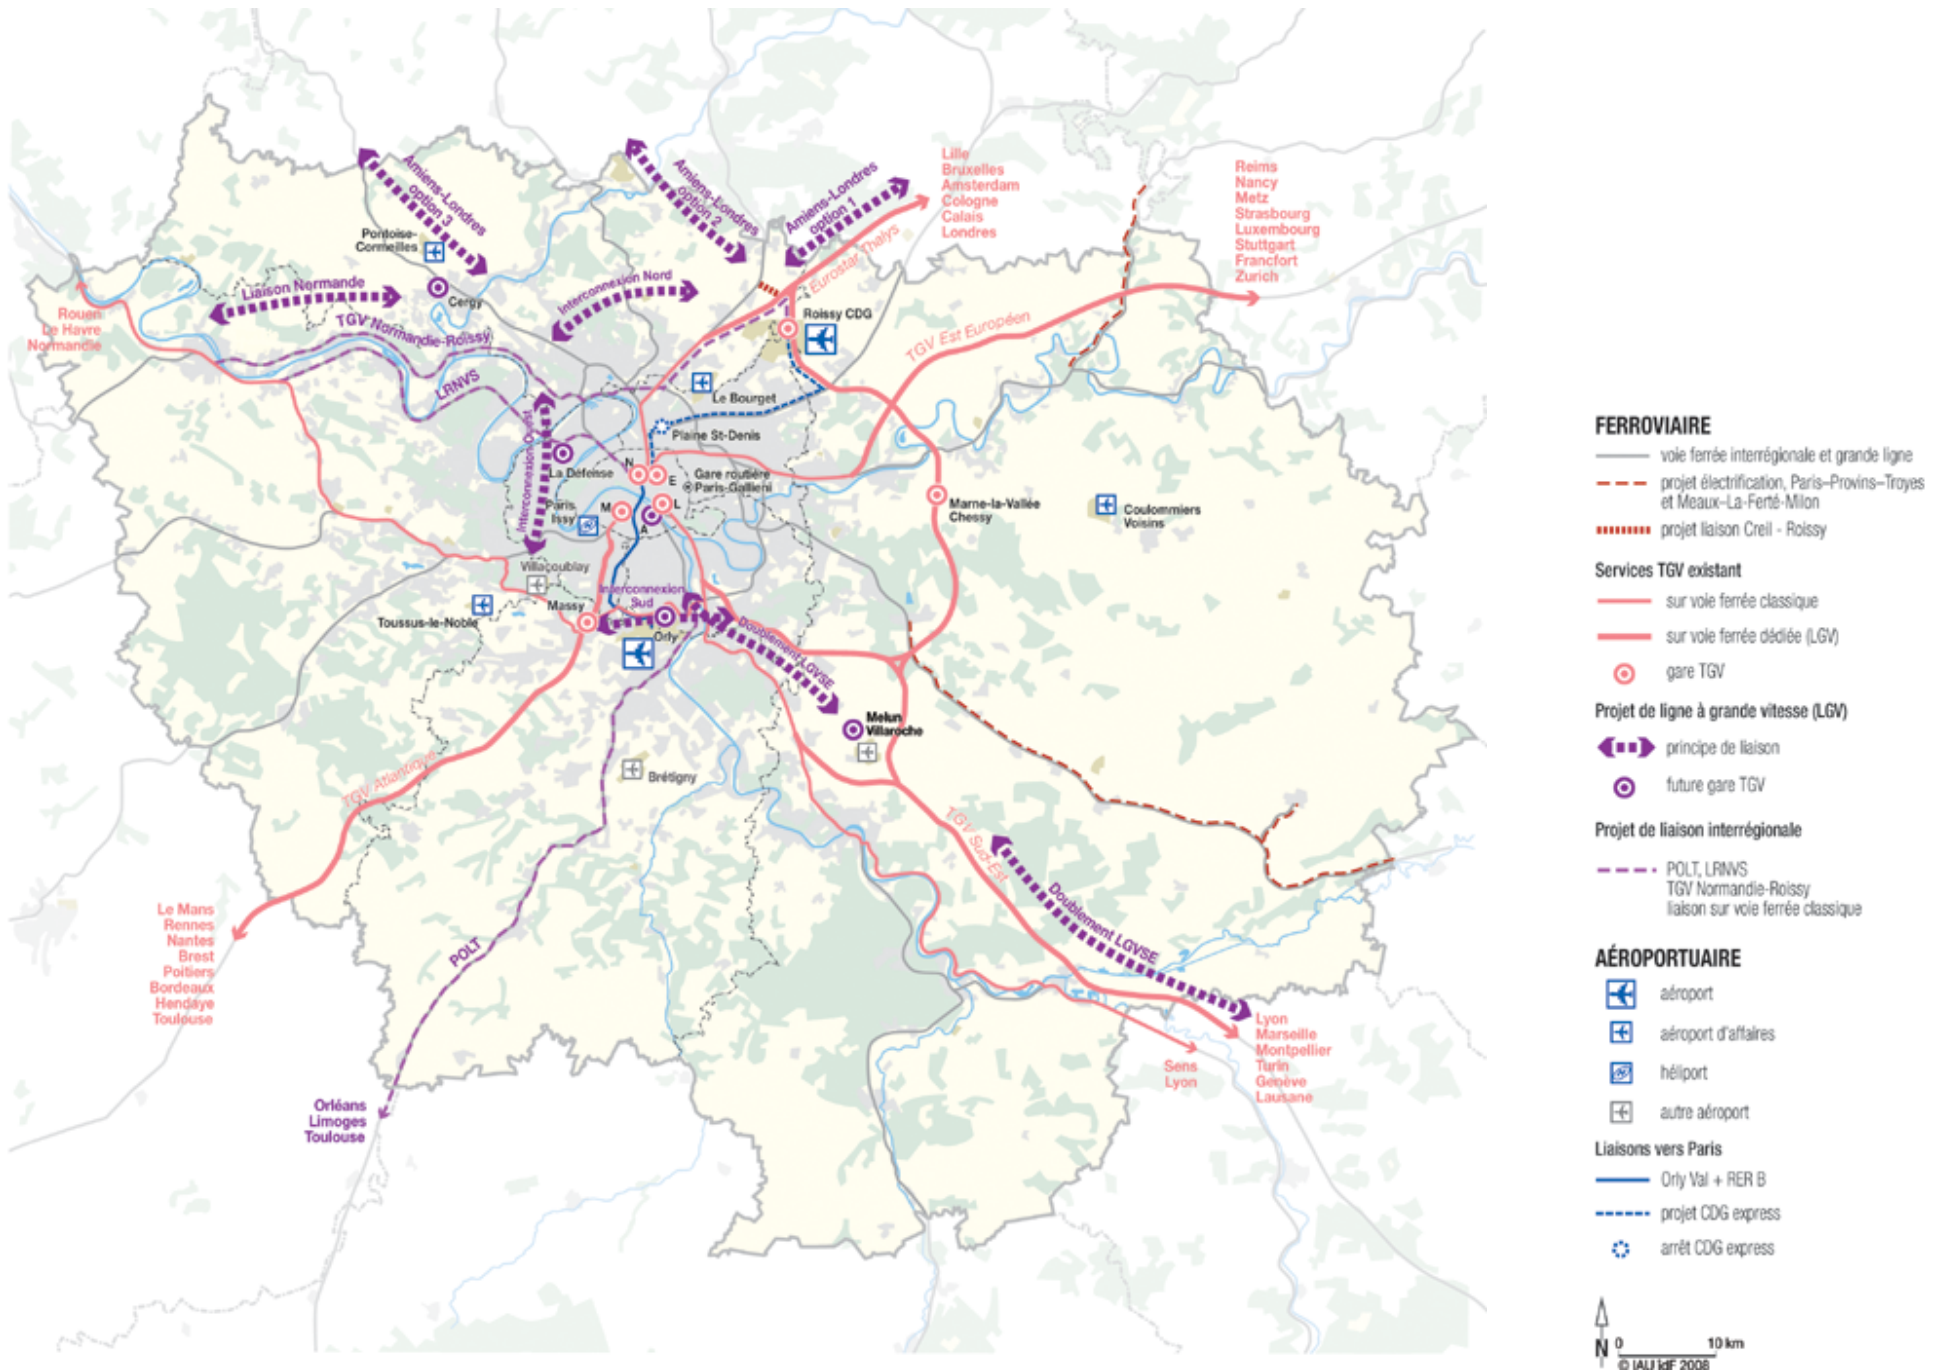 Amiens-Londres
option 3
Amiens-Londres
option 2
Amiens-Londres
option 1
Lille
Bruxelles
Amsterdam
Cologne
Calais
Londres
Reims
Nancy
Metz
Strasbourg
Luxembourg
Stuttgart
Francfort
Zurich
Pontoise-
Cormeilles
Cergy
Liaison Normande
Interconnexion Nord
Eurostar Thalys
Roissy CDG
Rouen
Le Havre
Normandie
TGV Normandie-Roissy
TGV Est Européen
LRNVS
Le Bourget
Plaine St-Denis
Interconnexion Ouest
La Défense
N
E
Gare routière
Paris-Gallieni
Paris
Issy
M
L
A
Marne-la-Vallée
Chessy
Coulommiers
Voisins
Villacoublay
Interconnexion
Sud
Massy
Toussus-le-Noble
Orly
Doublement LGVSE
Melun
Villaroche
Brétigny
TGV Atlantique
TGV Sud-Est
Doublement LGVSE
Le Mans
Rennes
Nantes
Brest
Poitiers
Bordeaux
Hendaye
Toulouse
POLT
Orléans
Limoges
Toulouse
Sens
Lyon
Lyon
Marseille
Montpellier
Turin
Genève
Lausane
FERROVIAIRE
voie ferrée interrégionale et grande ligne
projet électrification, Paris–Provins–Troyes
et Meaux–La-Ferté-Milon
projet liaison Creil - Roissy
Services TGV existant
sur voie ferrée classique
sur voie ferrée dédiée (LGV)
gare TGV
Projet de ligne à grande vitesse (LGV)
principe de liaison
future gare TGV
Projet de liaison interrégionale
POLT, LRNVS
TGV Normandie-Roissy
liaison sur voie ferrée classique
AÉROPORTUAIRE
aéroport
aéroport d'affaires
héliport
autre aéroport
Liaisons vers Paris
Orly Val + RER B
projet CDG express
arrêt CDG express
N
0 10 km
© IAU îdF 2008